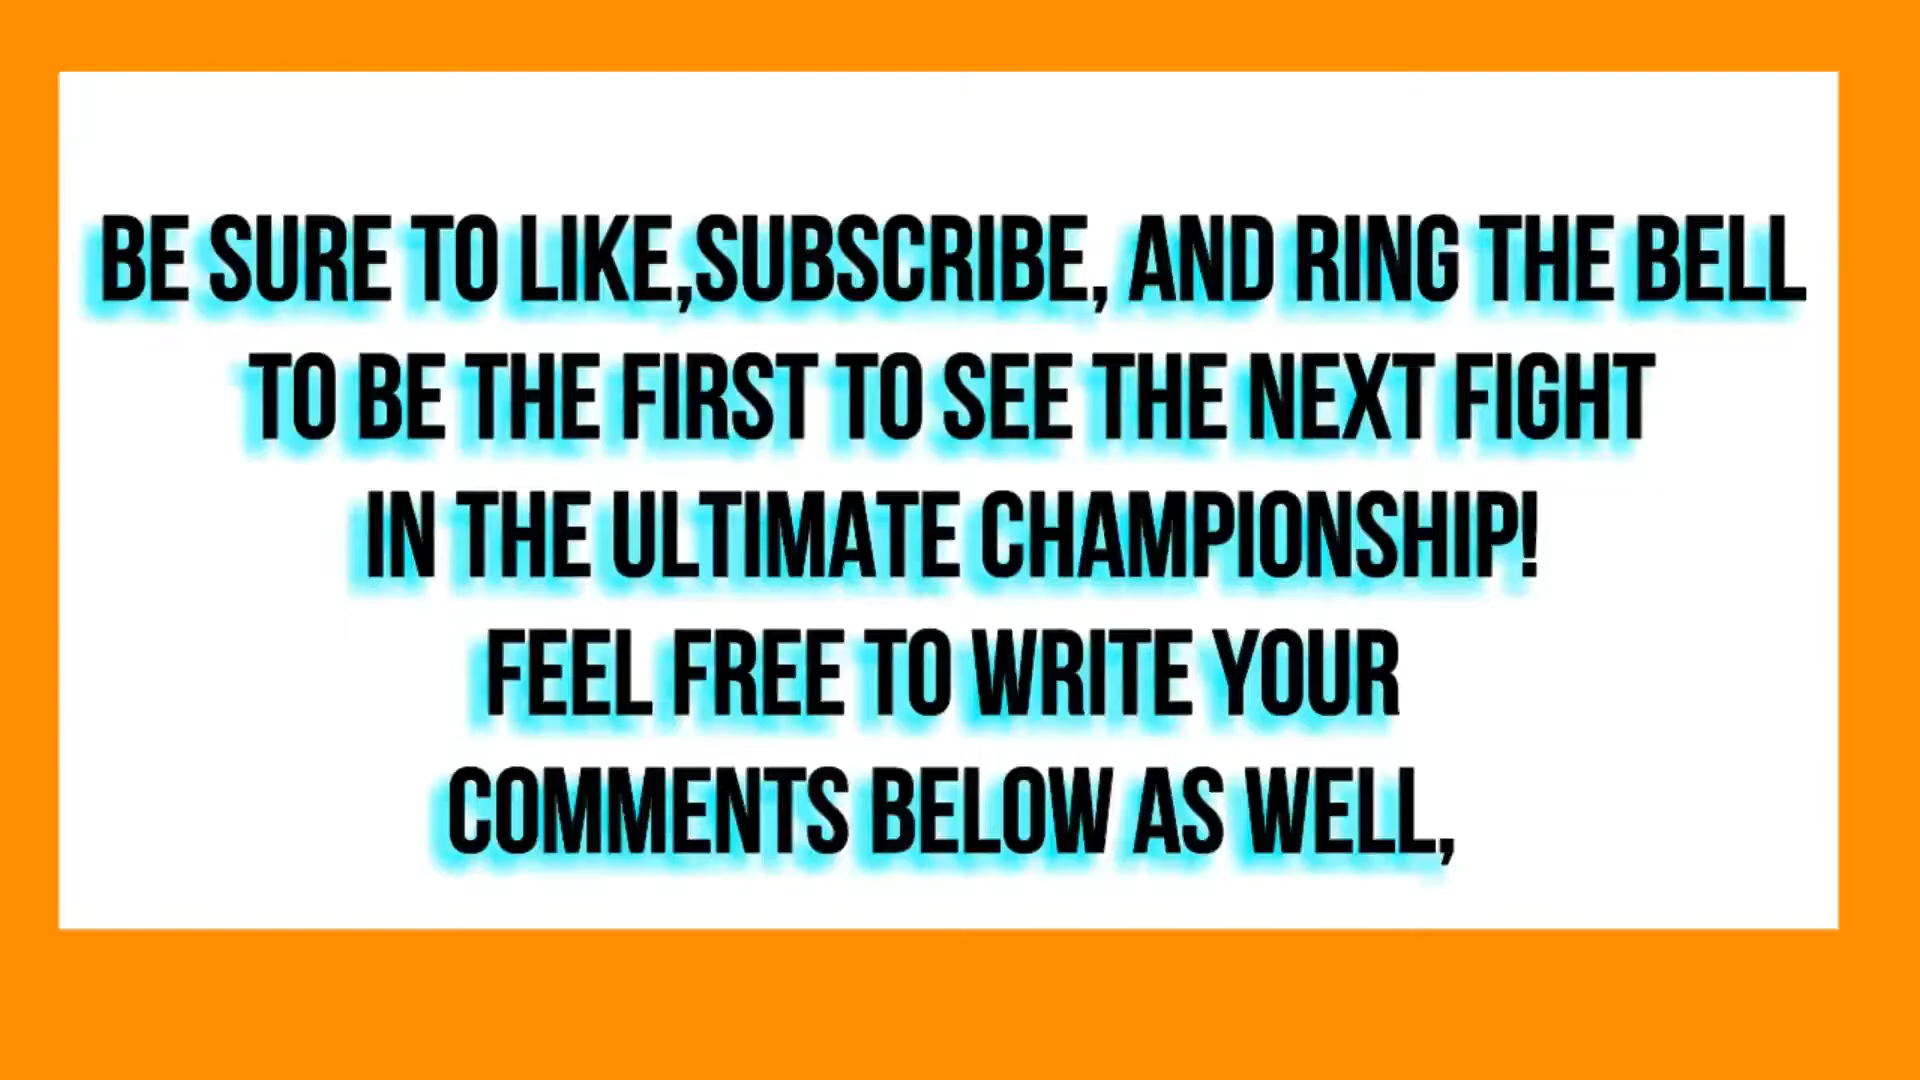 BE SURE TO LIKE,SUBSCRIBE, AND RING THE BELL
TO BE THE FIRST TO SEE THE NEXT FIGHT
IN THE ULTIMATE CHAMPIONSHIP!
FEEL FREE TO WRITE YOUR
COMMENTS BELOW AS WELL,